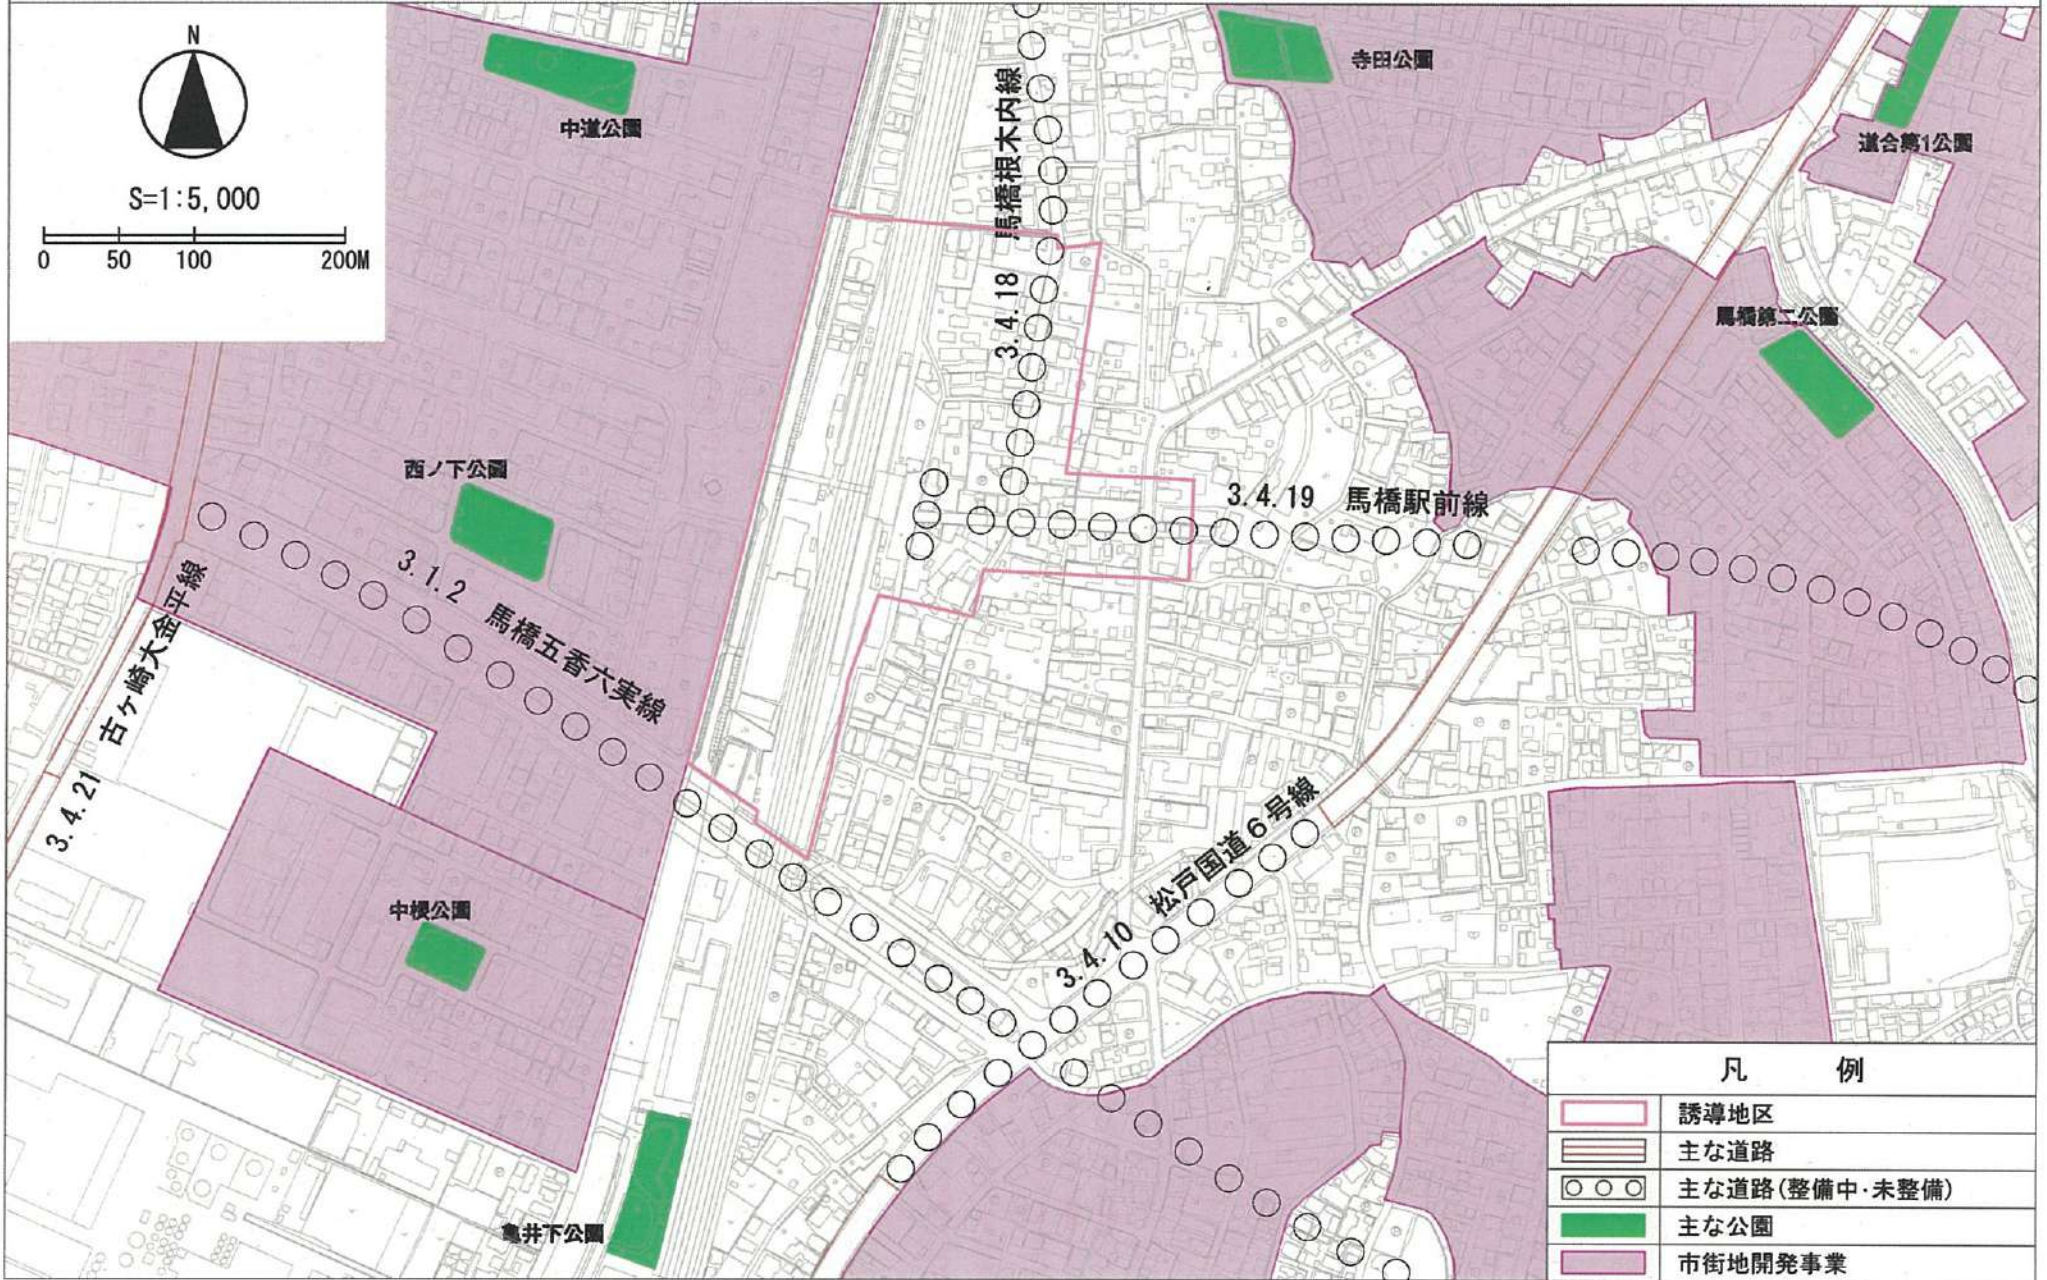 N
S=1:5,000
0 50 100 200M
中道公園
寺田公園
道合第1公園
3.4.18 馬橋根木内線
馬橋第二公園
西ノ下公園
3.4.19 馬橋駅前線
3.1.2 馬橋五香六実線
3.4.21 古ヶ崎大金平線
3.4.10 松戸国道6号線
中根公園
亀井下公園
凡例
誘導地区
主な道路
主な道路(整備中・未整備)
主な公園
市街地開発事業